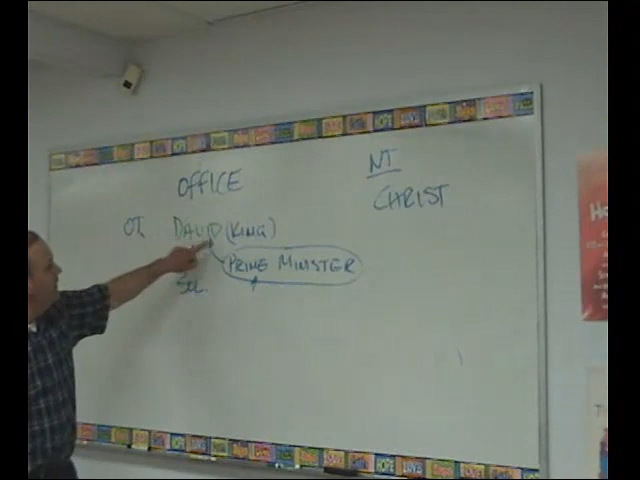 OFFICE
NT
CHRIST
OT, DAVID (KING)
PRIME MINISTER
SOL.